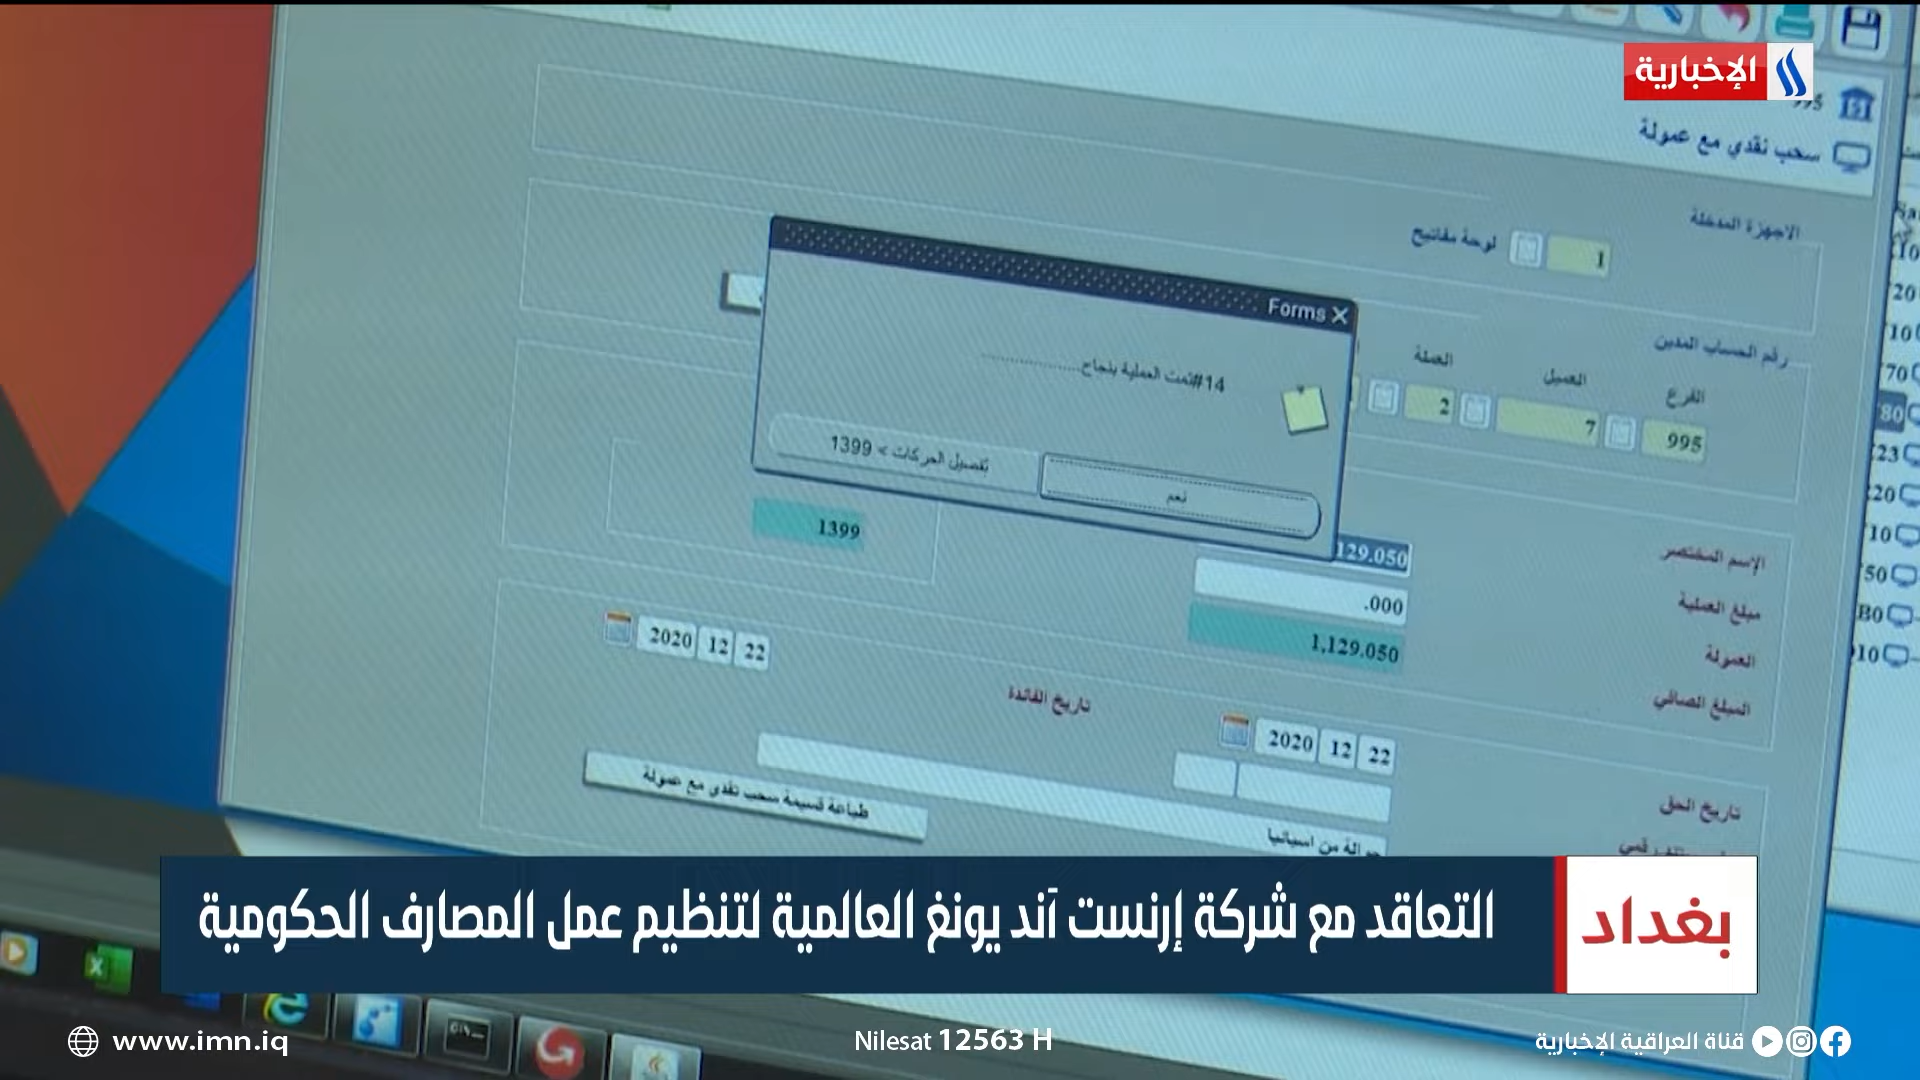 الإخبارية
995
سحب نقدي مع عمولة
الاجهزة المدخلة
1
لوحة مفاتيح
Forms
#14تمت العملية بنجاح
نعم
تفصيل الحركات > 1399
رقم الحساب المدين
الفرع
العميل
العملة
995
7
2
الإسم المختصر
مبلغ العملية
129.050
العمولة
.000
المبلغ الصافي
1,129.050
1399
تاريخ الحق
22 12 2020
تاريخ الفائدة
22 12 2020
حوالة من اسبانيا
طباعة قسيمة سحب نقدي مع عمولة
بغداد
التعاقد مع شركة إرنست آند يونغ العالمية لتنظيم عمل المصارف الحكومية
قناة العراقية الإخبارية
Nilesat 12563 H
www.imn.iq